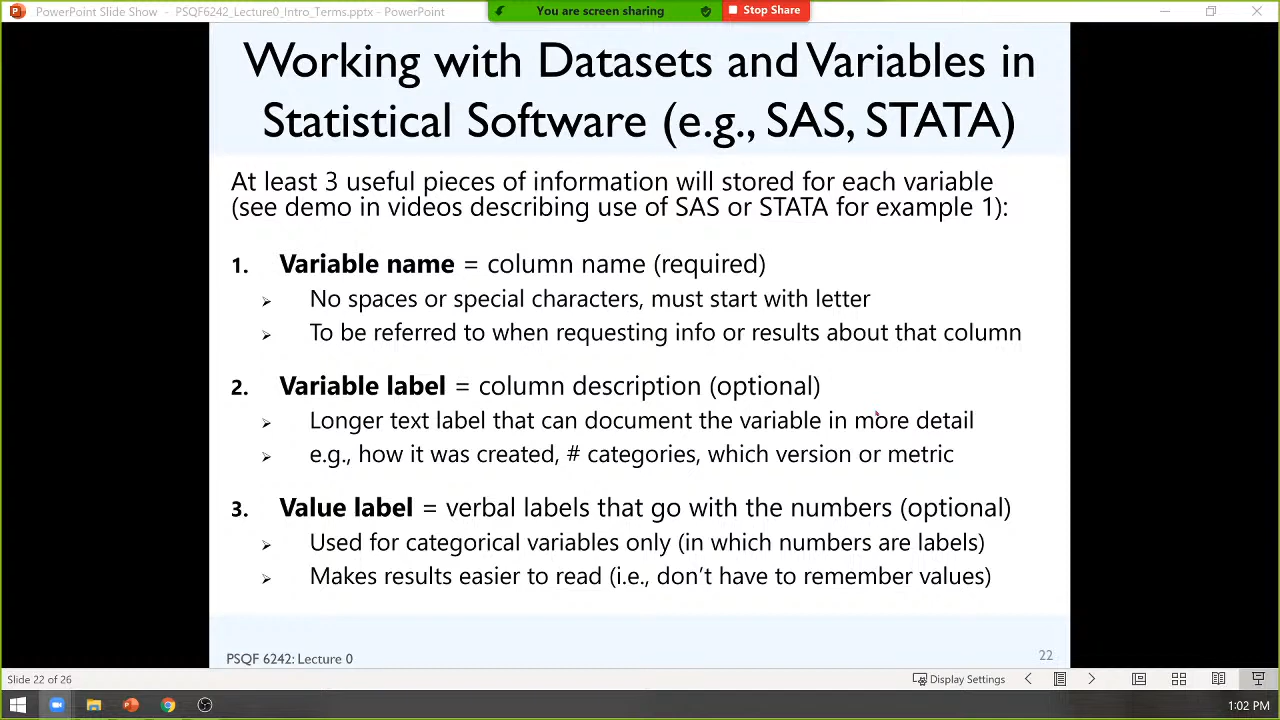 PowerPoint Slide Show - PSQF6242_Lecture0_Intro_Terms.pptx - PowerPoint
You are screen sharing
Stop Share
Working with Datasets and Variables in
Statistical Software (e.g., SAS, STATA)
At least 3 useful pieces of information will stored for each variable
(see demo in videos describing use of SAS or STATA for example 1):
1. Variable name = column name (required)
➢ No spaces or special characters, must start with letter
➢ To be referred to when requesting info or results about that column
2. Variable label = column description (optional)
➢ Longer text label that can document the variable in more detail
➢ e.g., how it was created, # categories, which version or metric
3. Value label = verbal labels that go with the numbers (optional)
➢ Used for categorical variables only (in which numbers are labels)
➢ Makes results easier to read (i.e., don't have to remember values)
PSQF 6242: Lecture 0
22
Slide 22 of 26
Display Settings
1:02 PM